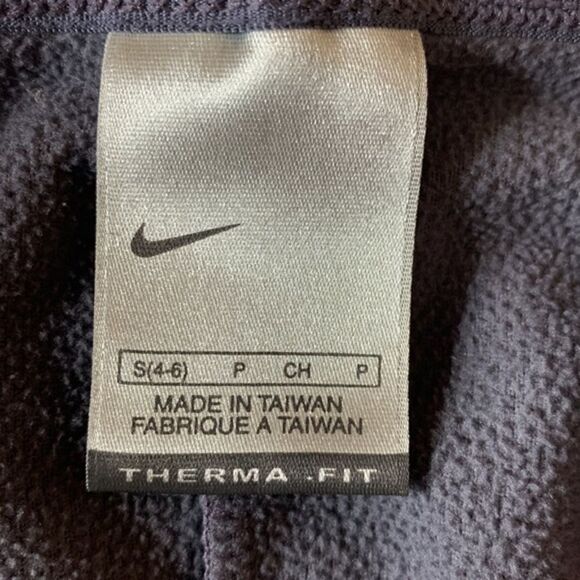 S(4-6) P CH P
MADE IN TAIWAN
FABRIQUE A TAIWAN
THERMA .FIT